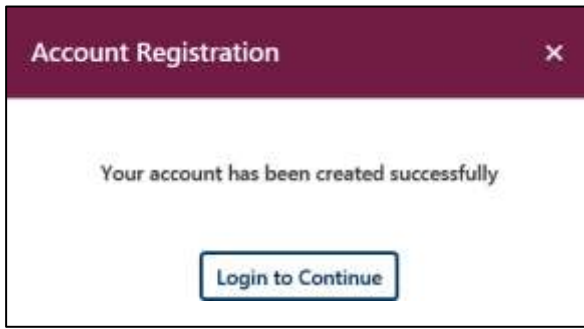 Account Registration ×
Your account has been created successfully
Login to Continue